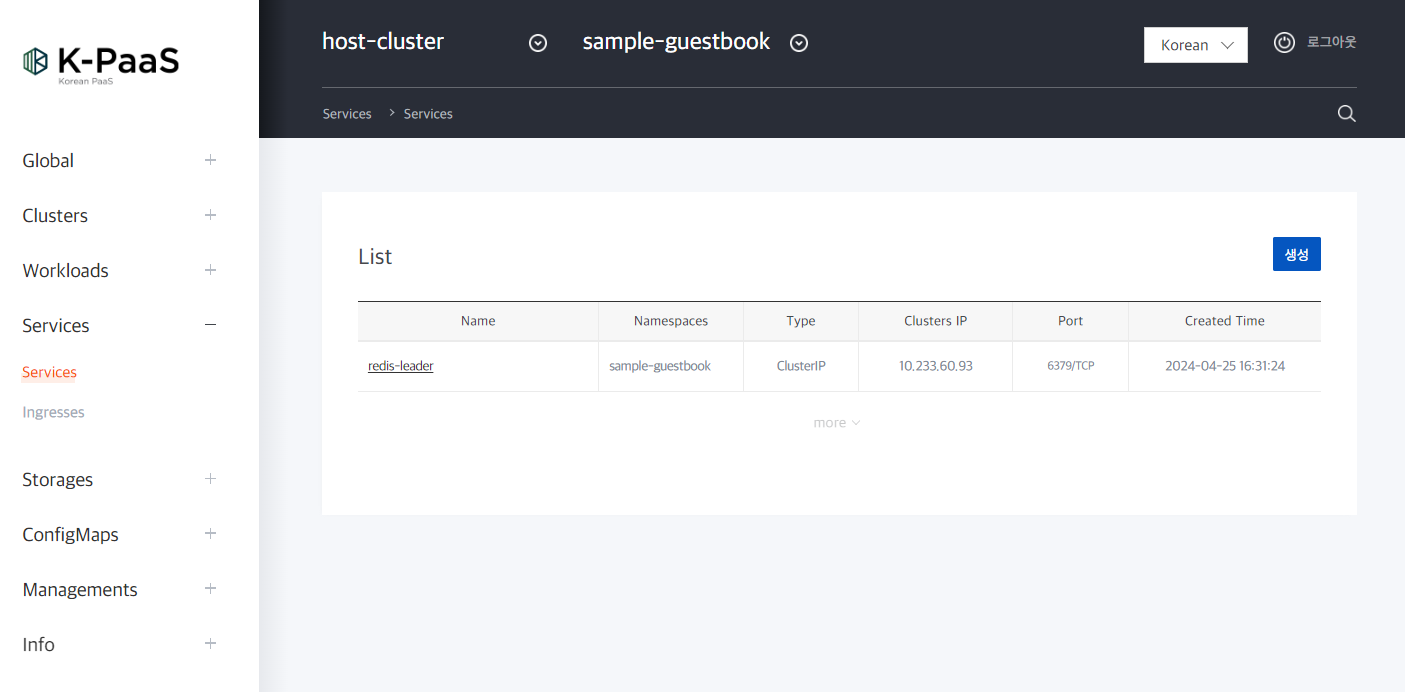 K-PaaS
Korean PaaS
host-cluster
sample-guestbook
Korean
로그아웃
Services > Services
Global
Clusters
Workloads
Services
Services
Ingresses
Storages
ConfigMaps
Managements
Info
List
생성
Name Namespaces Type Clusters IP Port Created Time
redis-leader sample-guestbook ClusterIP 10.233.60.93 6379/TCP 2024-04-25 16:31:24
more